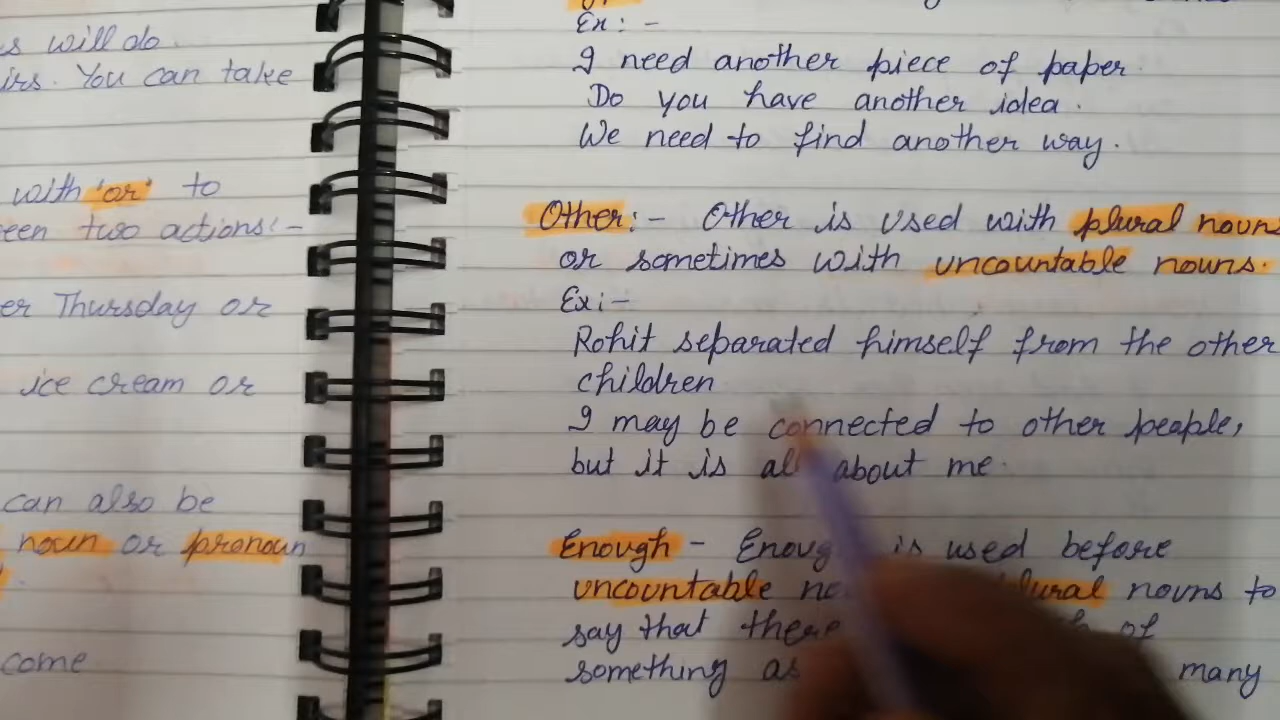 s will do.
irs. You can take
with 'or' to
een two actions:-
er Thursday or
ice cream or
can also be
noun or pronoun
come
Ex:-
I need another piece of paper.
Do you have another idea.
We need to find another way.
Other:- Other is used with plural nouns
or sometimes with uncountable nouns.
Ex:-
Rohit separated himself from the other
children
I may be connected to other people,
but it is all about me.
Enough - Enough is used before
uncountable plural nouns to
say that there of
something as many